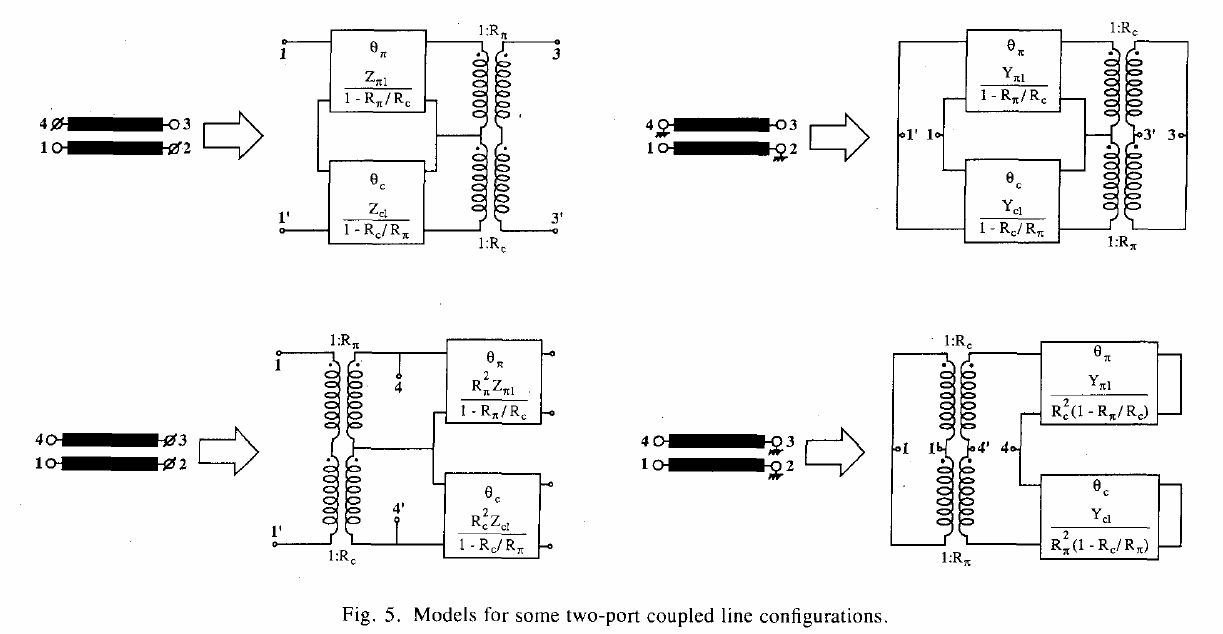 1:Rπ
1 3
θπ
Zπ1
1 - Rπ/Rc
4 3
1 2
θc
Zc1
1 - Rc/Rπ
1' 3'
1:Rc
1:Rc
θπ
Yπ1
1 - Rπ/Rc
4 3
1 2
1' 1 3' 3
θc
Yc1
1 - Rc/Rπ
1:Rπ
1:Rπ
1
4
θπ
Rπ²Zπ1
1 - Rπ/Rc
4 3
1 2
4'
θc
Rc²Zc1
1 - Rc/Rπ
1'
1:Rc
1:Rc
θπ
Yπ1
Rc²(1 - Rπ/Rc)
4 3
1 2
1 1 4' 4
θc
Yc1
Rπ²(1 - Rc/Rπ)
1:Rπ
Fig. 5. Models for some two-port coupled line configurations.